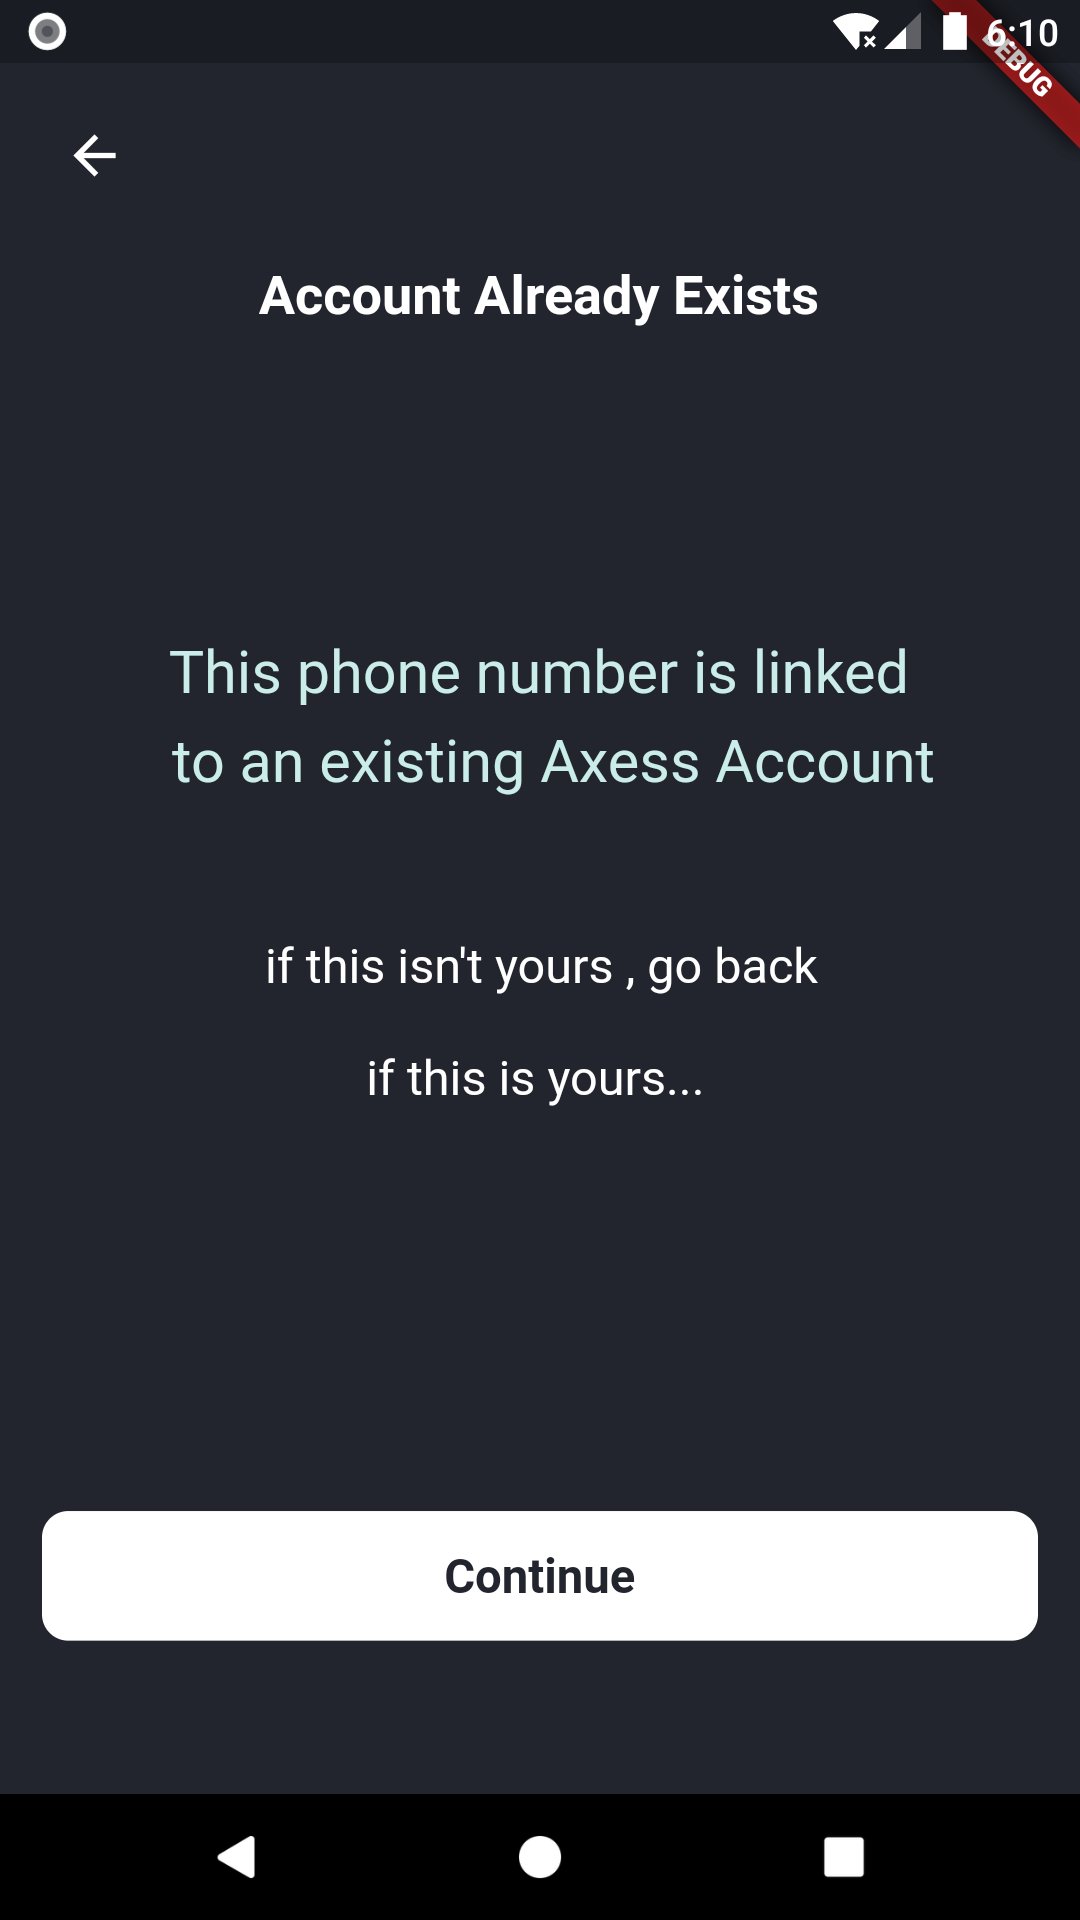 6:10
DEBUG
Account Already Exists
This phone number is linked
to an existing Axess Account
if this isn't yours , go back
if this is yours...
Continue